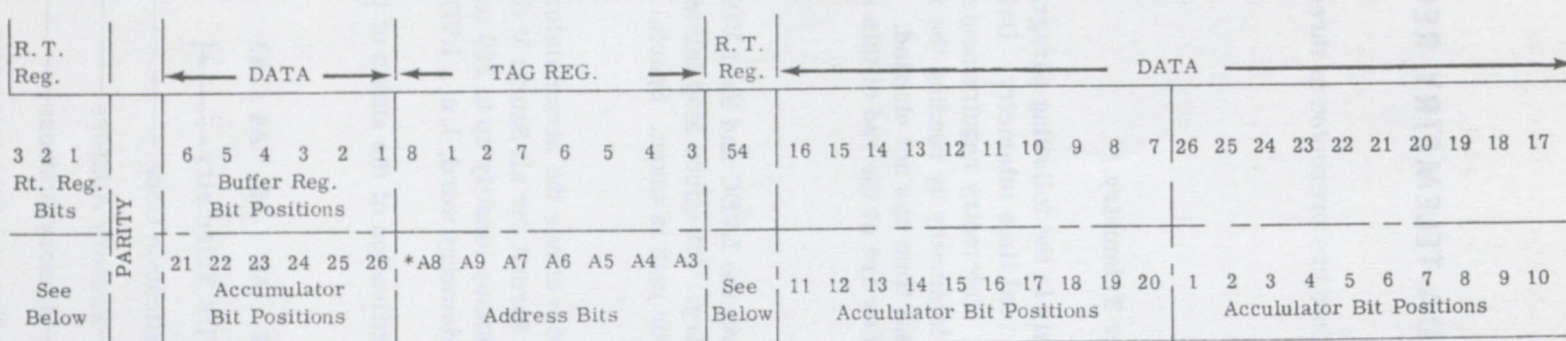 R. T. Reg. DATA TAG REG. R. T. Reg. DATA
3 2 1 6 5 4 3 2 1 8 1 2 7 6 5 4 3 54 16 15 14 13 12 11 10 9 8 7 26 25 24 23 22 21 20 19 18 17
Rt. Reg. Bits
Buffer Reg. Bit Positions
PARITY
21 22 23 24 25 26 *A8 A9 A7 A6 A5 A4 A3 11 12 13 14 15 16 17 18 19 20 1 2 3 4 5 6 7 8 9 10
See Below
Accumulator Bit Positions
Address Bits
See Below
Acculuator Bit Positions
Acculuator Bit Positions